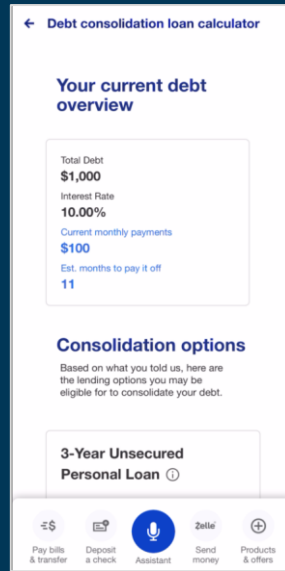 Debt consolidation loan calculator
Your current debt
overview
Total Debt
$1,000
Interest Rate
10.00%
Current monthly payments
$100
Est. months to pay it off
11
Consolidation options
Based on what you told us, here are
the lending options you may be
eligible for to consolidate your debt.
3-Year Unsecured
Personal Loan
Pay bills
& transfer
Deposit
a check
Assistant
Zelle
Send
money
Products
& offers